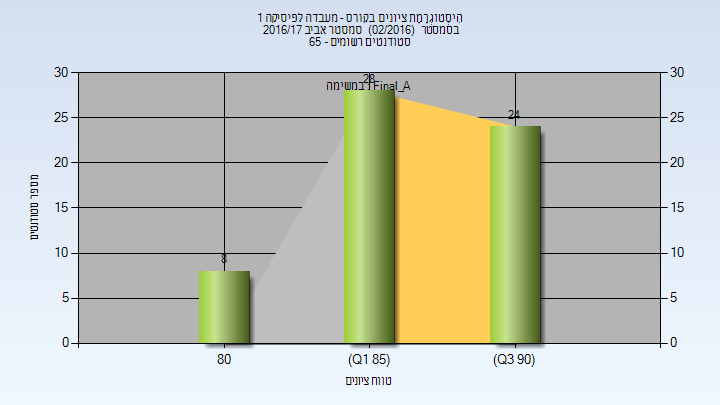 היסטוגרמת ציונים בקורס - מעבדה לפיסיקה 1
בסמסטר (02/2016) סמסטר אביב 2016/17
סטודנטים רשומים - 65
30
25
20
15
10
5
0
מספר סטודנטים
30
25
20
15
10
5
0
במשימה Final_A
8
28
24
80
(Q1 85)
(Q3 90)
טווח ציונים